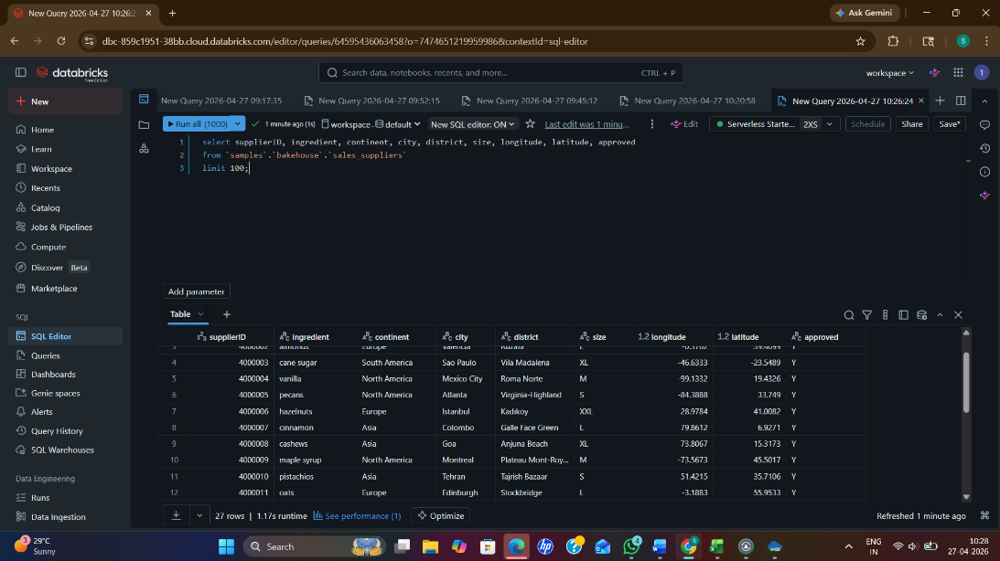 New Query 2026-04-27 10:26:2
Ask Gemini
dbc-859c1951-38bb.cloud.databricks.com/editor/queries/64595436063458?o=7474651219959986&contextId=sql-editor
S
databricks
Free Edition
Search data, notebooks, recents, and more...
CTRL + P
workspace
1
New
Home
Learn
Workspace
Recents
Catalog
Jobs & Pipelines
Compute
Discover Beta
Marketplace
SQL
SQL Editor
Queries
Dashboards
Genie spaces
Alerts
Query History
SQL Warehouses
Data Engineering
Runs
Data Ingestion
New Query 2026-04-27 09:17:35
New Query 2026-04-27 09:52:15
New Query 2026-04-27 09:45:12
New Query 2026-04-27 10:20:58
New Query 2026-04-27 10:26:24
Run all (1000)
1 minute ago (1s)
workspace . default
New SQL editor: ON
Last edit was 1 minu...
Edit
Serverless Starte... 2XS
Schedule
Share
Save*
1 select supplierID, ingredient, continent, city, district, size, longitude, latitude, approved
2 from `samples`.`bakehouse`.`sales_suppliers`
3 limit 100;
Add parameter
Table
supplierID ingredient continent city district size longitude latitude approved
3 4000002 almonds Europe Valencia Ruzafa L -0.3762 39.4699 Y
4 4000003 cane sugar South America Sao Paulo Vila Madalena XL -46.6333 -23.5489 Y
5 4000004 vanilla North America Mexico City Roma Norte M -99.1332 19.4326 Y
6 4000005 pecans North America Atlanta Virginia-Highland S -84.3888 33.749 Y
7 4000006 hazelnuts Europe Istanbul Kadıköy XXL 28.9784 41.0082 Y
8 4000007 cinnamon Asia Colombo Galle Face Green L 79.8612 6.9271 Y
9 4000008 cashews Asia Goa Anjuna Beach XL 73.8067 15.3173 Y
10 4000009 maple syrup North America Montreal Plateau Mont-Roy... M -73.5673 45.5017 Y
11 4000010 pistachios Asia Tehran Tajrish Bazaar S 51.4215 35.7106 Y
12 4000011 oats Europe Edinburgh Stockbridge L -3.1883 55.9533 Y
27 rows | 1.17s runtime
See performance (1)
Optimize
Refreshed 1 minute ago
3
29°C
Sunny
Search
4
ENG
IN
10:28
27-04-2026